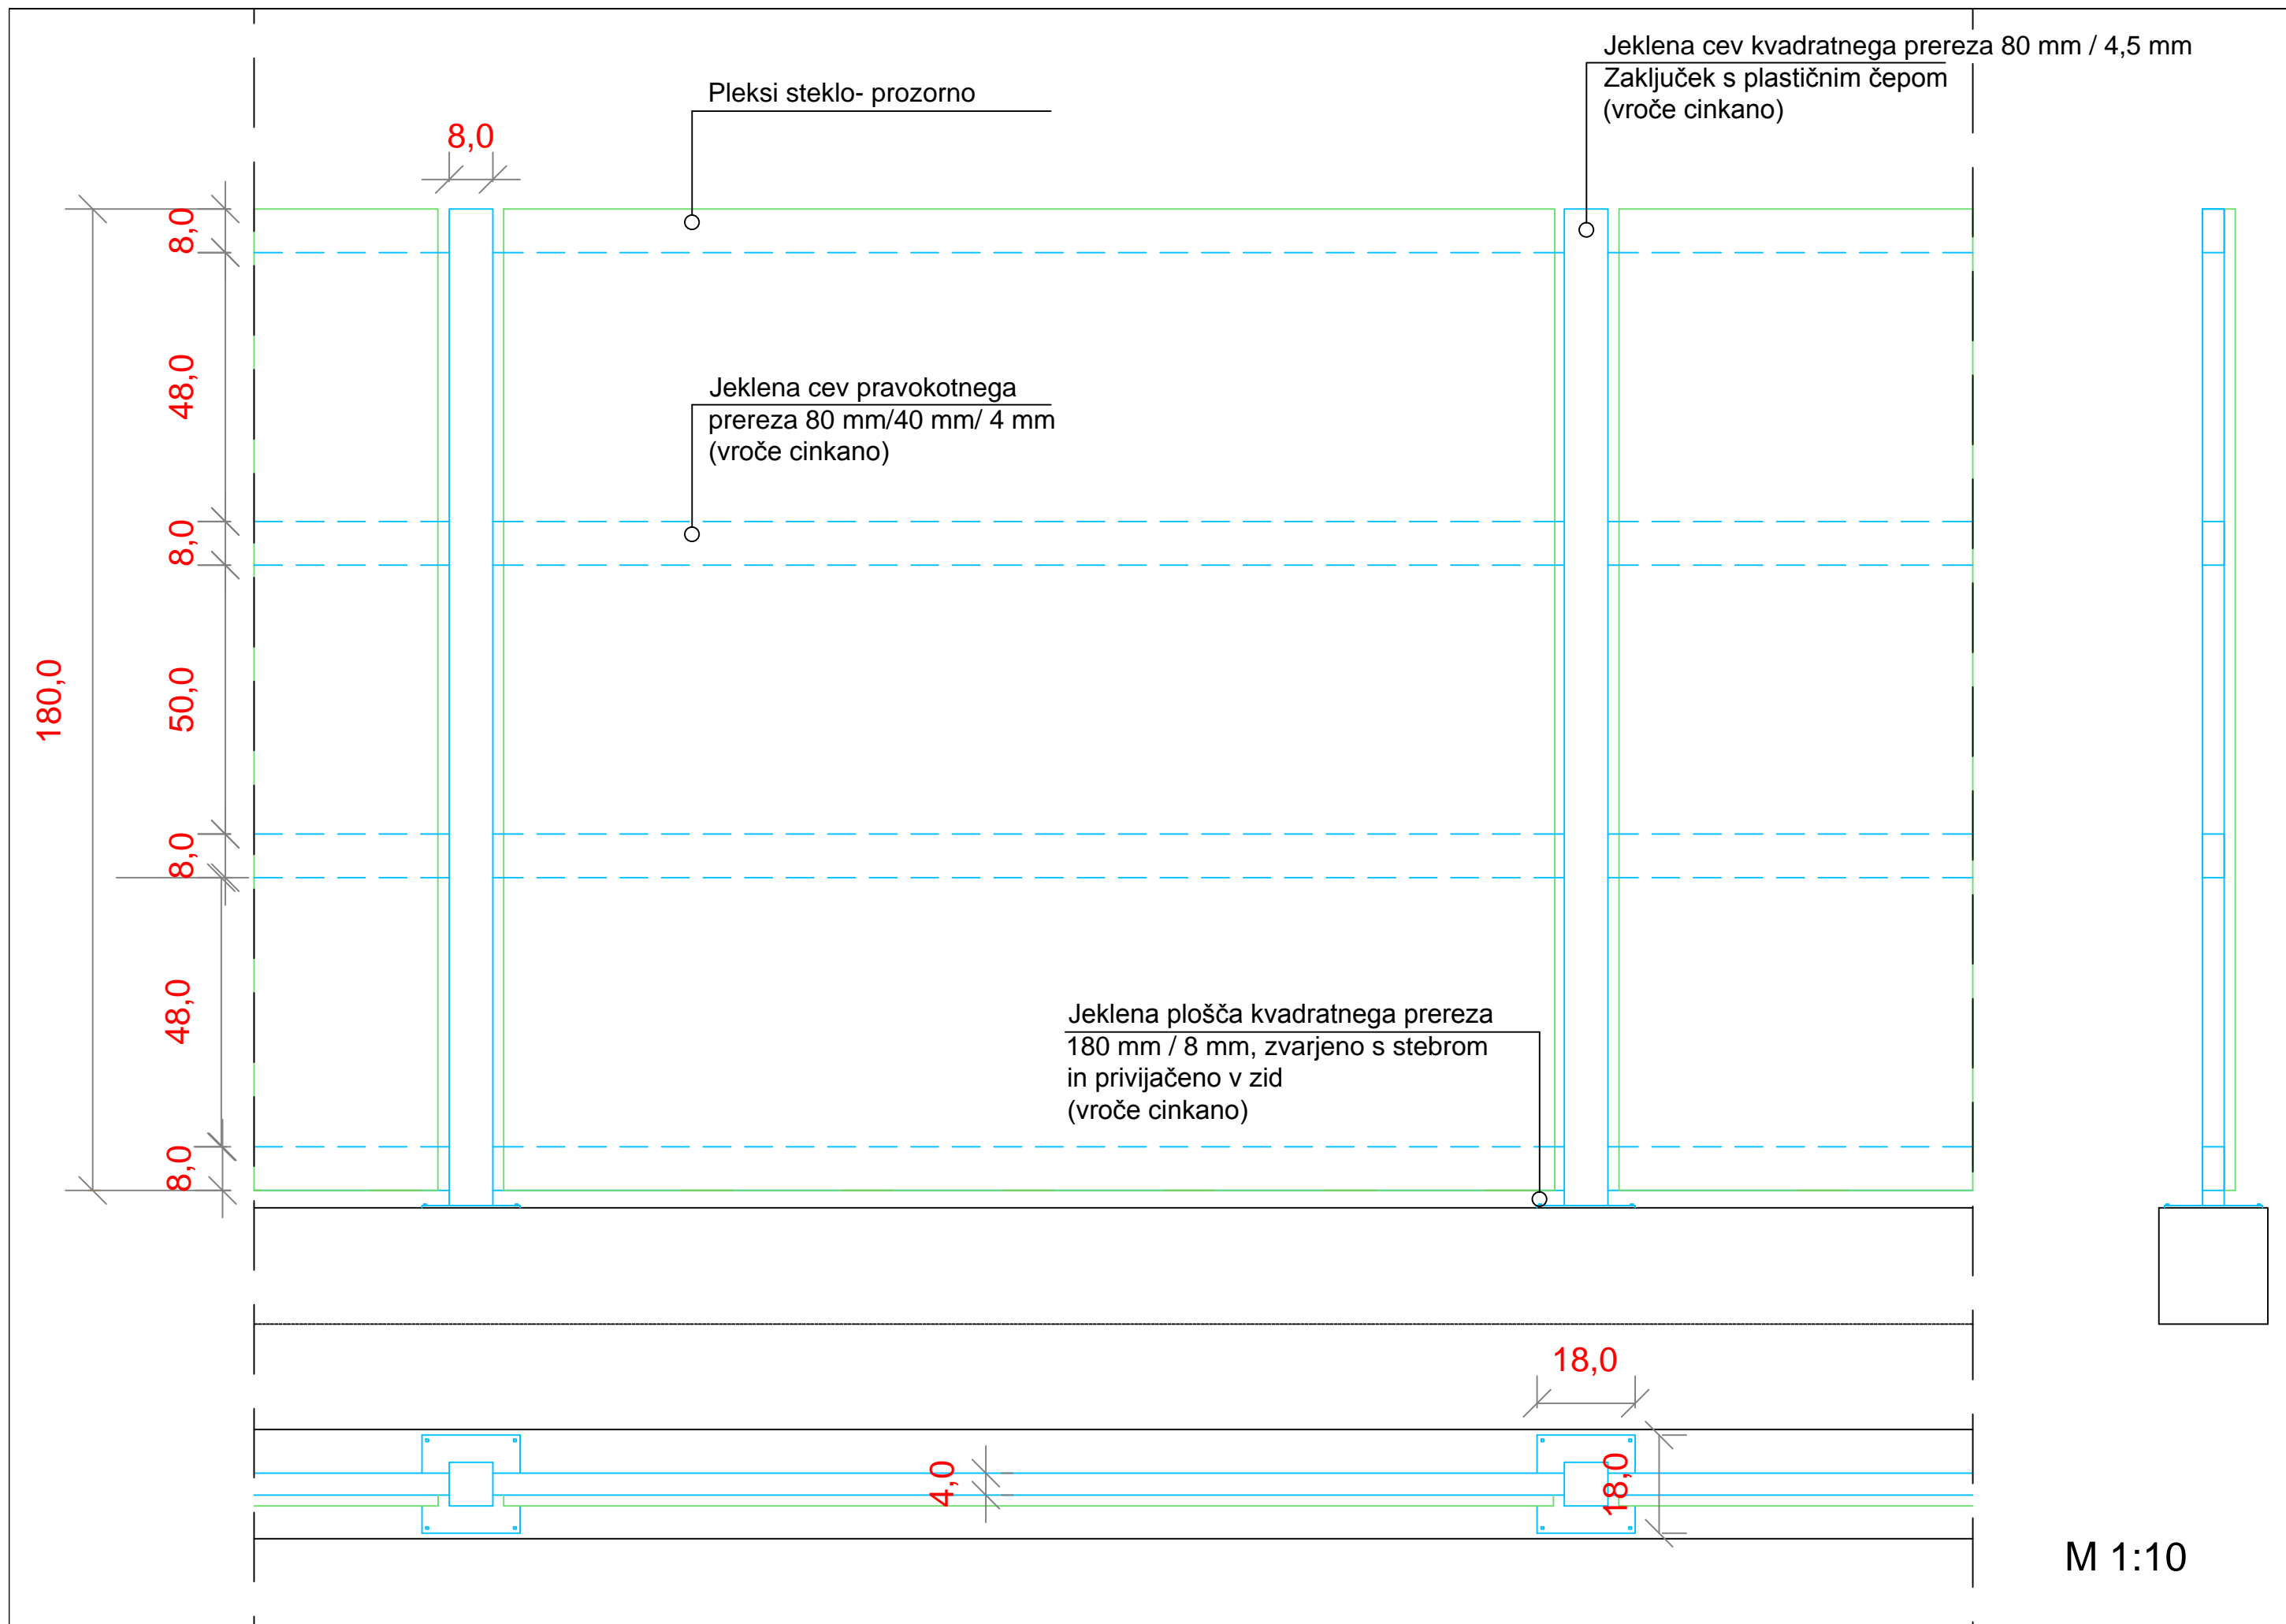 Jeklena cev kvadratnega prereza 80 mm / 4,5 mm
Zaključek s plastičnim čepom
(vroče cinkano)
Pleksi steklo- prozorno
8,0
8,0
48,0
Jeklena cev pravokotnega
prereza 80 mm/40 mm/ 4 mm
(vroče cinkano)
8,0
180,0
50,0
8,0
48,0
Jeklena plošča kvadratnega prereza
180 mm / 8 mm, zvarjeno s stebrom
in privijačeno v zid
(vroče cinkano)
8,0
18,0
4,0
18,0
M 1:10